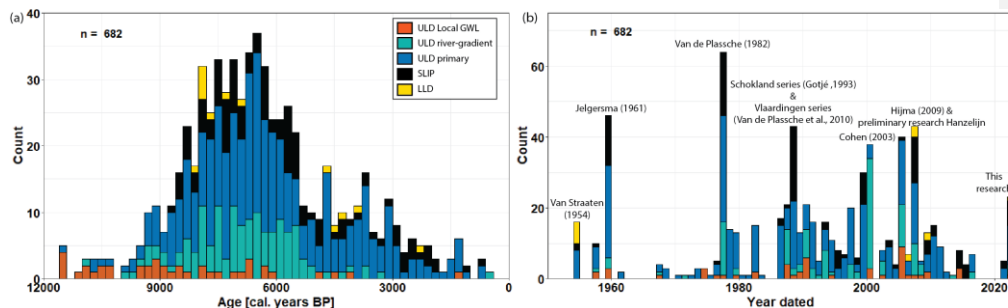 (a)
n = 682
ULD Local GWL
ULD river-gradient
ULD primary
SLIP
LLD
Count
40
30
20
10
0
12000
9000
6000
3000
0
Age [cal. years BP]
(b)
n = 682
Van de Plassche (1982)
Schokland series (Gotjé ,1993)
&
Vlaardingen series
(Van de Plassche et al., 2010)
Jelgersma (1961)
Hijma (2009) &
preliminary research Hanzelijn
Cohen (2003)
This
research
Van Straaten
(1954)
Count
60
40
20
0
1960
1980
2000
Year dated